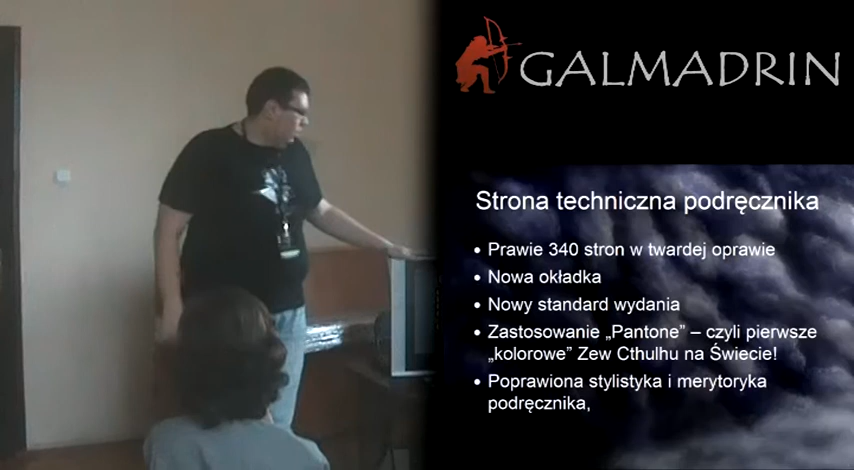 GALMADRIN
Strona techniczna podręcznika
• Prawie 340 stron w twardej oprawie
• Nowa okładka
• Nowy standard wydania
• Zastosowanie „Pantone” – czyli pierwsze
„kolorowe” Zew Cthulhu na Świecie!
• Poprawiona stylistyka i merytoryka
podręcznika,